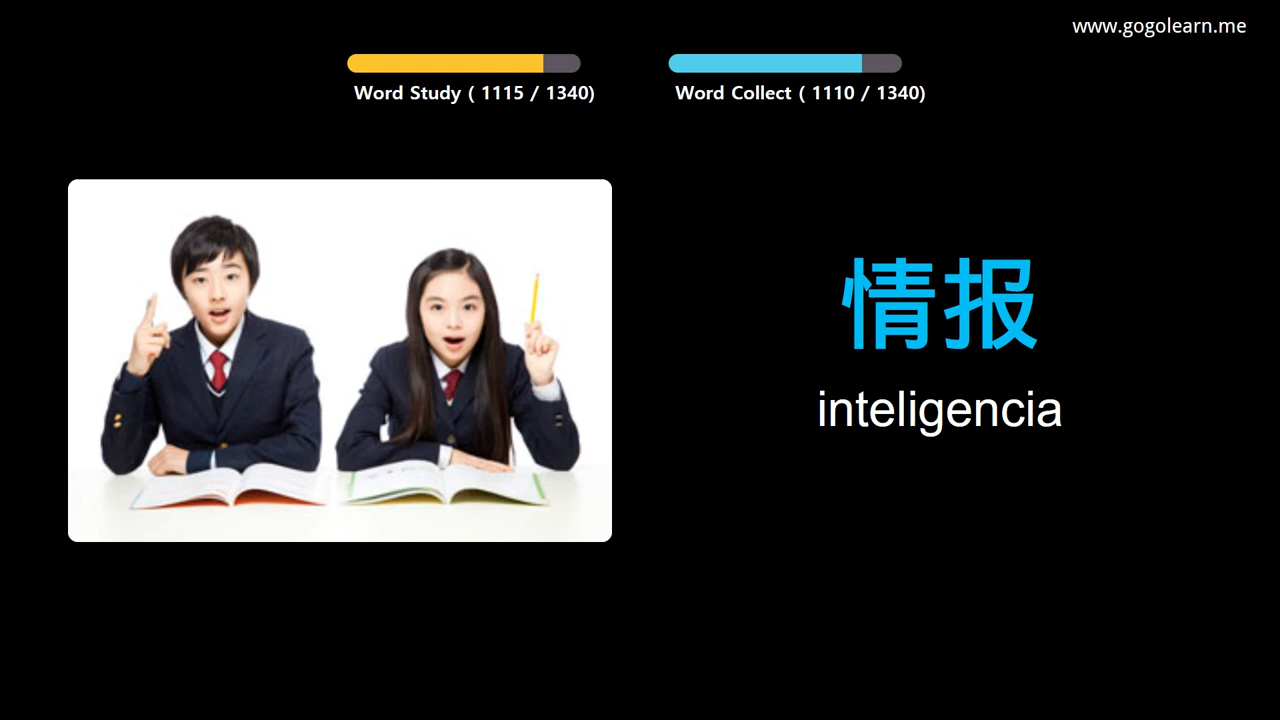 www.gogolearn.me
Word Study ( 1115 / 1340)
Word Collect ( 1110 / 1340)
情报
inteligencia